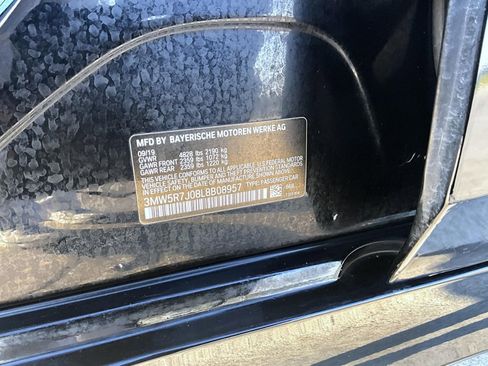 MFD BY BAYERISCHE MOTOREN WERKE AG
09/19
GVWR 4828 lbs 2190 kg
GAWR FRONT 2359 lbs 1072 kg
GAWR REAR 2359 lbs 1220 kg
THIS VEHICLE CONFORMS TO ALL APPLICABLE U.S. FEDERAL MOTOR
VEHICLE SAFETY, BUMPER AND THEFT PREVENTION STANDARDS
IN EFFECT ON THE DATE OF MANUFACTURE SHOWN ABOVE.
3MW5R7J08L8B08957 TYPE: PASSENGER CAR